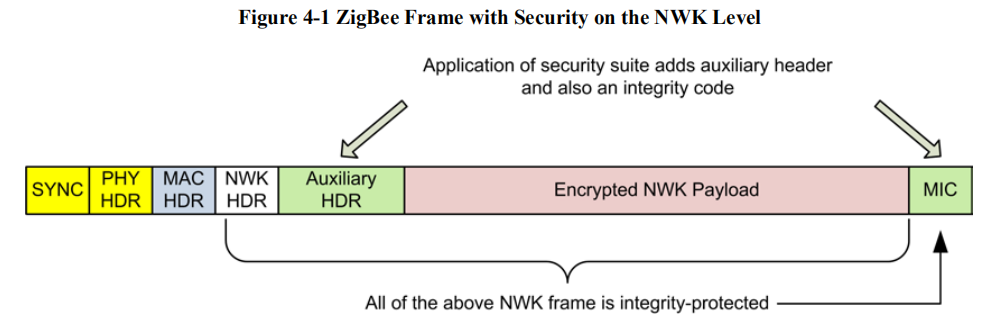 Figure 4-1 ZigBee Frame with Security on the NWK Level
Application of security suite adds auxiliary header
and also an integrity code
SYNC
PHY
HDR
MAC
HDR
NWK
HDR
Auxiliary
HDR
Encrypted NWK Payload
MIC
All of the above NWK frame is integrity-protected